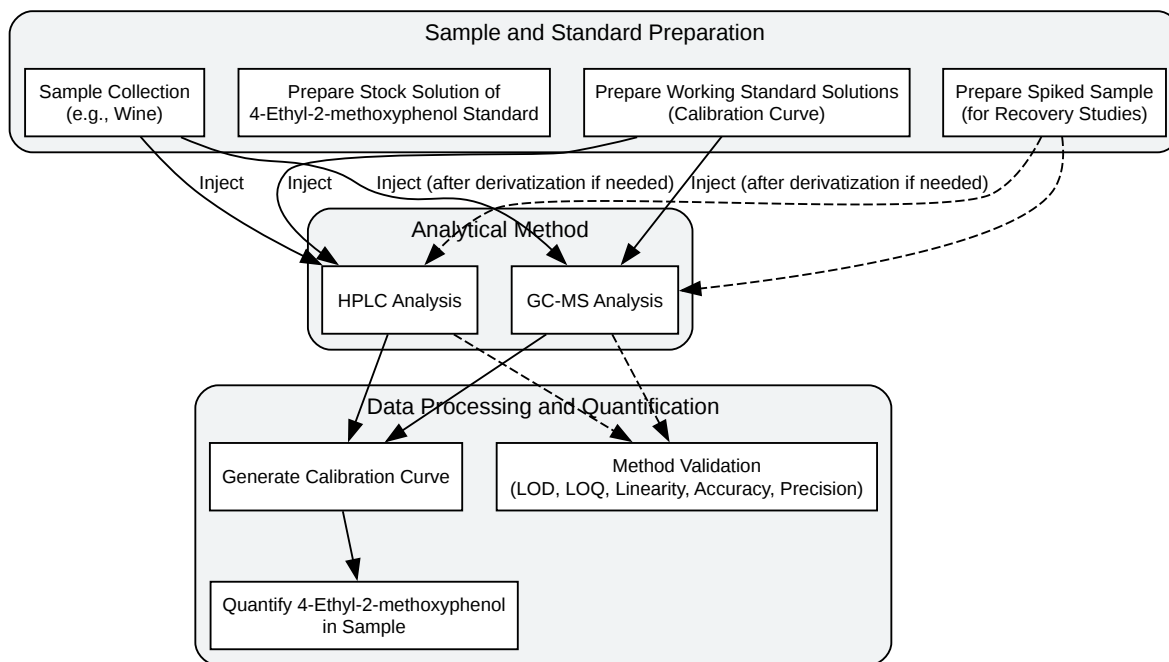 Sample and Standard Preparation
Sample Collection
(e.g., Wine)
Prepare Stock Solution of
4-Ethyl-2-methoxyphenol Standard
Prepare Working Standard Solutions
(Calibration Curve)
Prepare Spiked Sample
(for Recovery Studies)
Inject
Inject
Inject (after derivatization if needed)
Inject (after derivatization if needed)
Analytical Method
HPLC Analysis
GC-MS Analysis
Data Processing and Quantification
Generate Calibration Curve
Method Validation
(LOD, LOQ, Linearity, Accuracy, Precision)
Quantify 4-Ethyl-2-methoxyphenol
in Sample